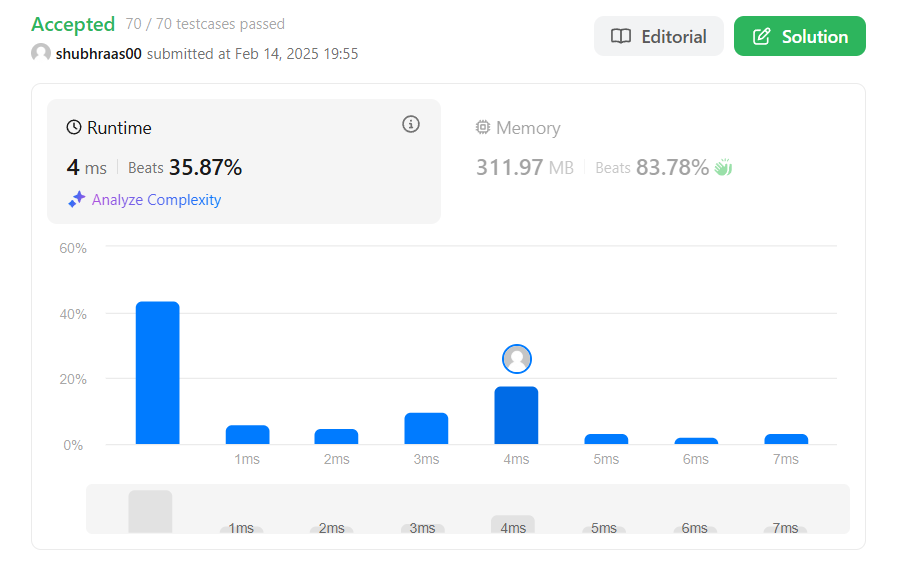 Accepted 70 / 70 testcases passed
Editorial
Solution
shubhraas00 submitted at Feb 14, 2025 19:55
Runtime
4 ms Beats 35.87%
Analyze Complexity
Memory
311.97 MB Beats 83.78%
60%
40%
20%
0%
1ms 2ms 3ms 4ms 5ms 6ms 7ms
1ms 2ms 3ms 4ms 5ms 6ms 7ms